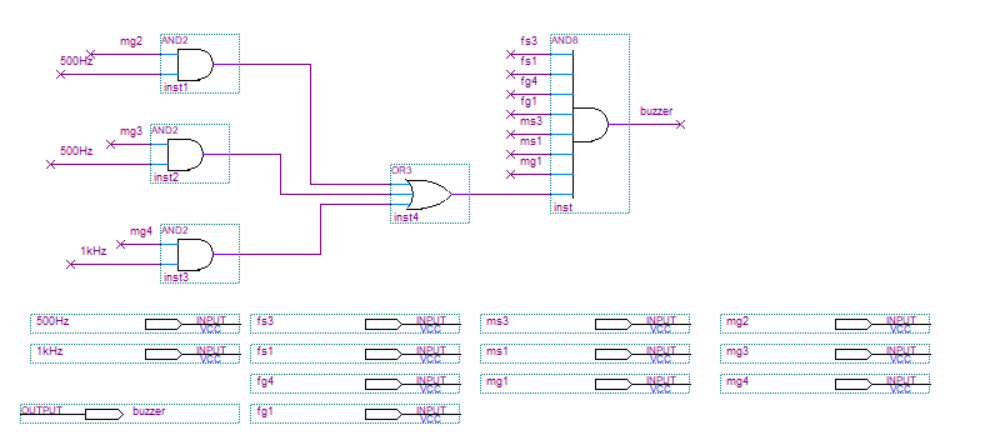 mg2
AND2
500Hz
inst1
mg3
AND2
500Hz
inst2
mg4
AND2
1kHz
inst3
OR3
inst4
fs3
AND8
fs1
fg4
fg1
ms3
ms1
mg1
inst
buzzer
500Hz INPUT VCC
fs3 INPUT VCC
ms3 INPUT VCC
mg2 INPUT VCC
1kHz INPUT VCC
fs1 INPUT VCC
ms1 INPUT VCC
mg3 INPUT VCC
fg4 INPUT VCC
mg1 INPUT VCC
mg4 INPUT VCC
OUTPUT buzzer
fg1 INPUT VCC